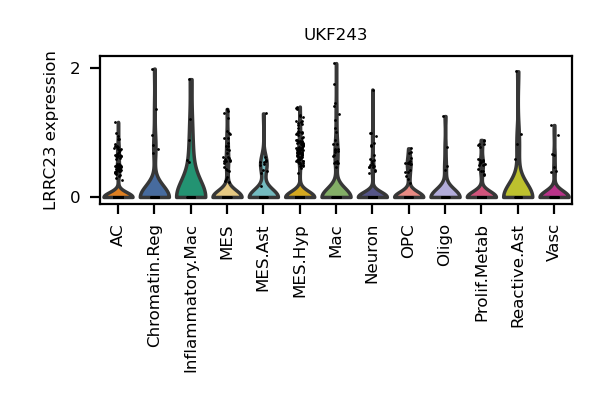 UKF243
LRRC23 expression
2
0
AC
Chromatin.Reg
Inflammatory.Mac
MES
MES.Ast
MES.Hyp
Mac
Neuron
OPC
Oligo
Prolif.Metab
Reactive.Ast
Vasc